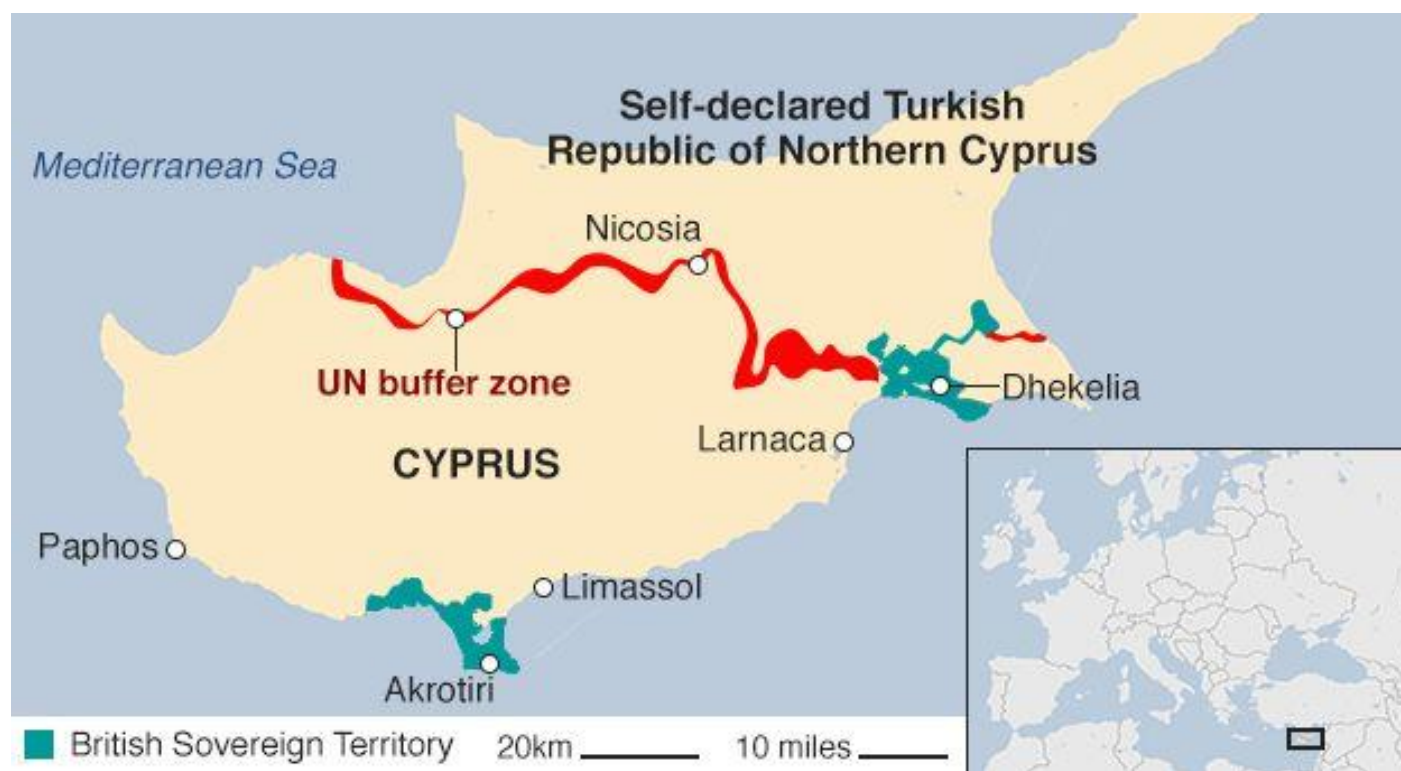 Self-declared Turkish
Republic of Northern Cyprus
Mediterranean Sea
Nicosia
UN buffer zone
Dhekelia
Larnaca
CYPRUS
Paphos
Limassol
Akrotiri
British Sovereign Territory 20km 10 miles